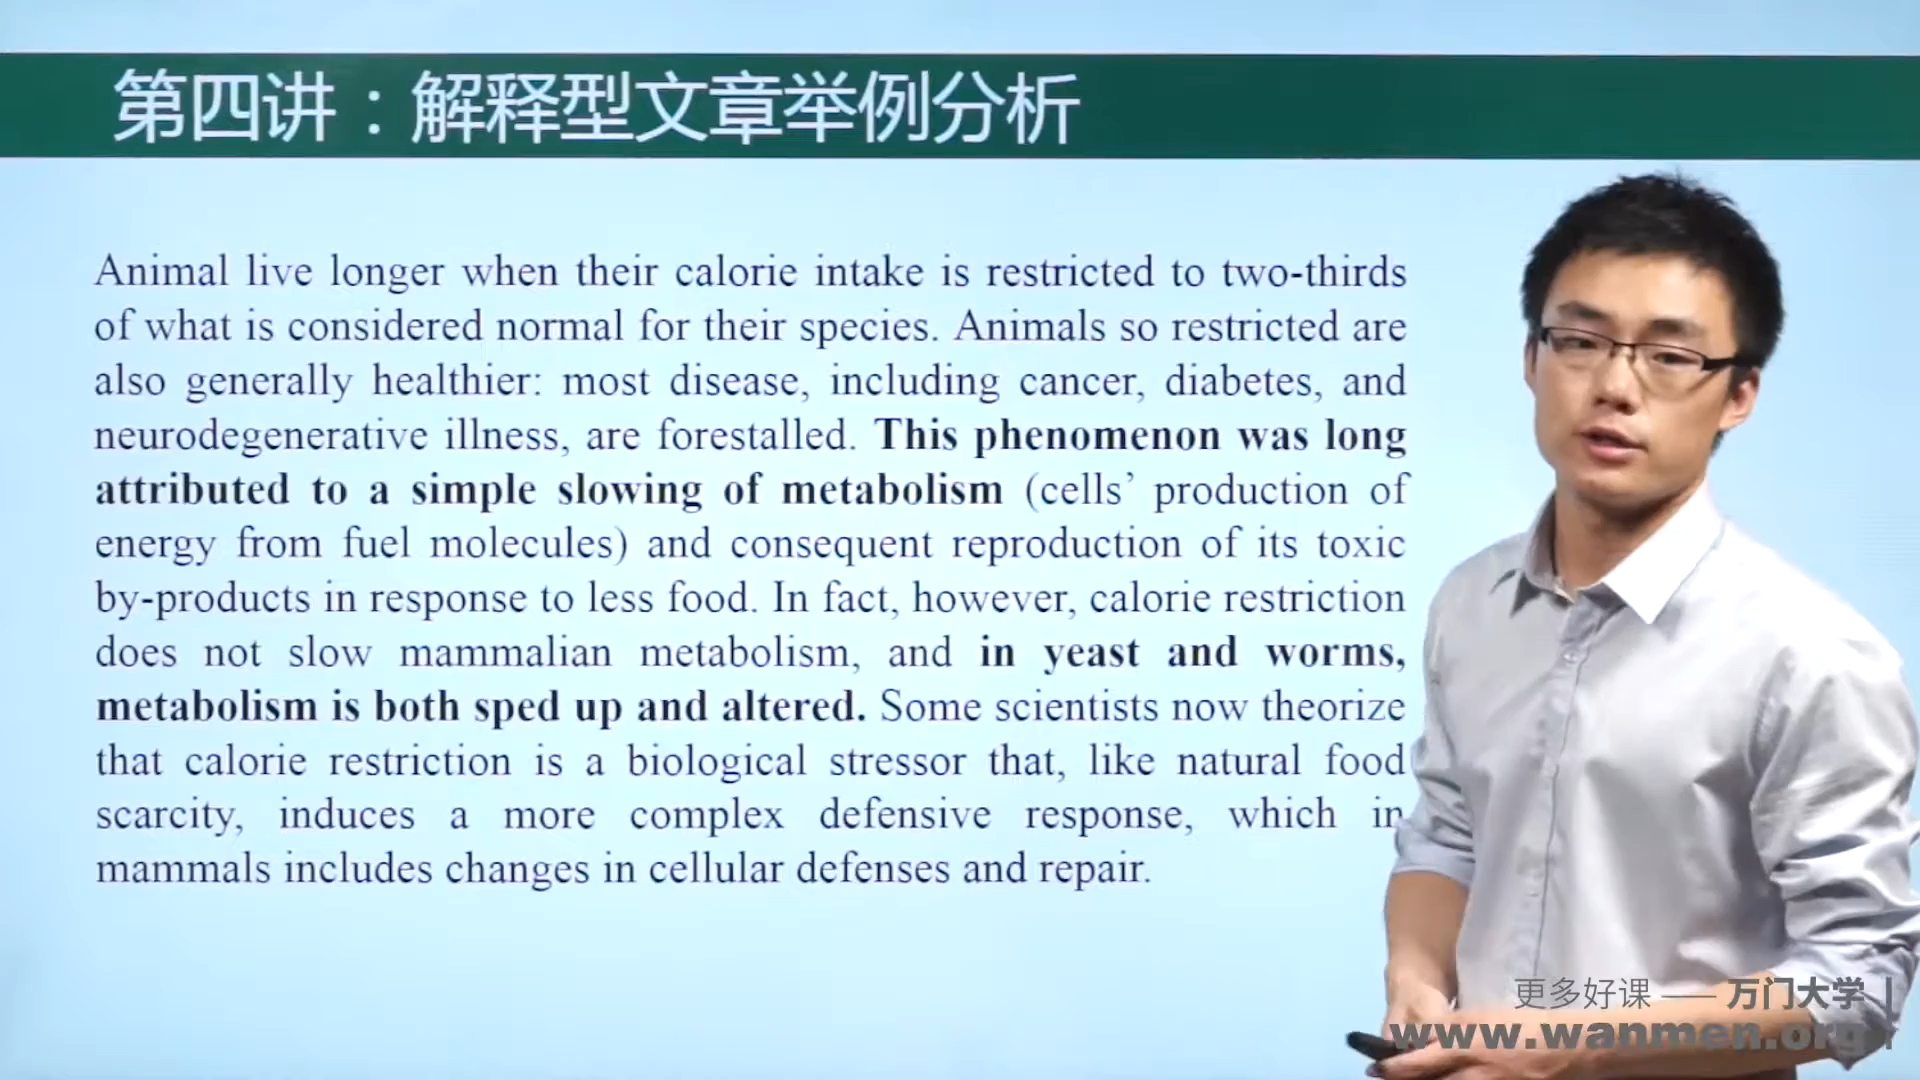 第四讲：解释型文章举例分析
Animal live longer when their calorie intake is restricted to two-thirds
of what is considered normal for their species. Animals so restricted are
also generally healthier: most disease, including cancer, diabetes, and
neurodegenerative illness, are forestalled. This phenomenon was long
attributed to a simple slowing of metabolism (cells’ production of
energy from fuel molecules) and consequent reproduction of its toxic
by-products in response to less food. In fact, however, calorie restriction
does not slow mammalian metabolism, and in yeast and worms,
metabolism is both sped up and altered. Some scientists now theorize
that calorie restriction is a biological stressor that, like natural food
scarcity, induces a more complex defensive response, which in
mammals includes changes in cellular defenses and repair.
更多好课 —— 万门大学
www.wanmen.org